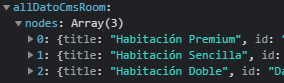 ▼ allDatoCmsRoom:
▼ nodes: Array(3)
▶ 0: {title: "Habitación Premium", id: "
▶ 1: {title: "Habitación Sencilla", id:
▶ 2: {title: "Habitación Doble", id: "Da